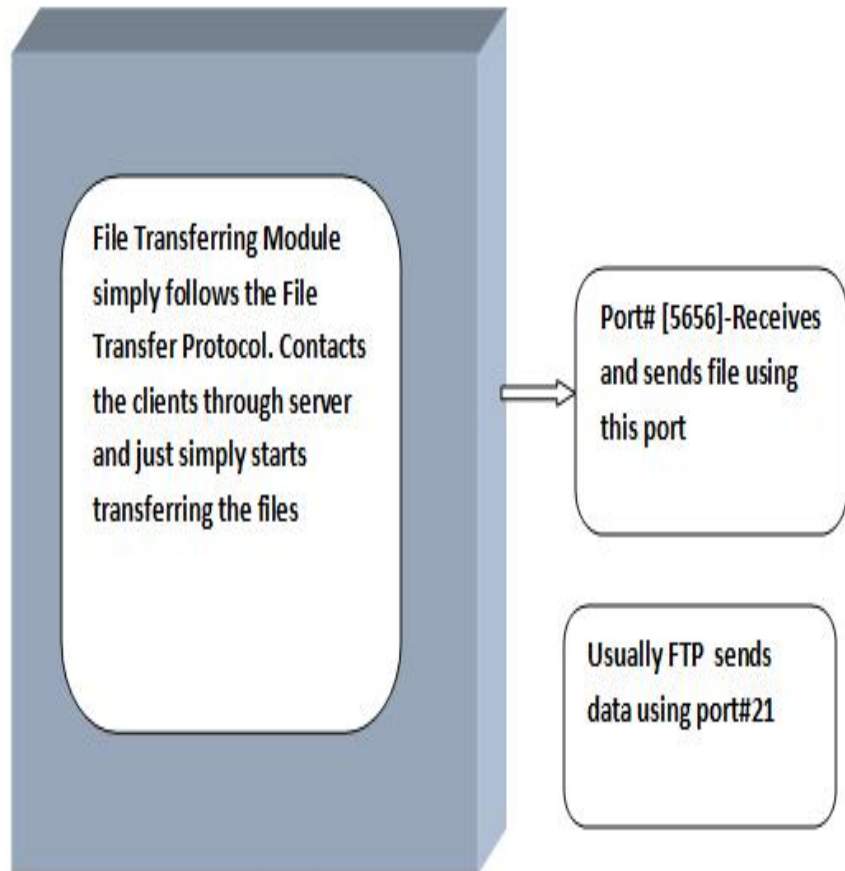 File Transferring Module
simply follows the File
Transfer Protocol. Contacts
the clients through server
and just simply starts
transferring the files
Port# [5656]-Receives
and sends file using
this port
Usually FTP sends
data using port#21